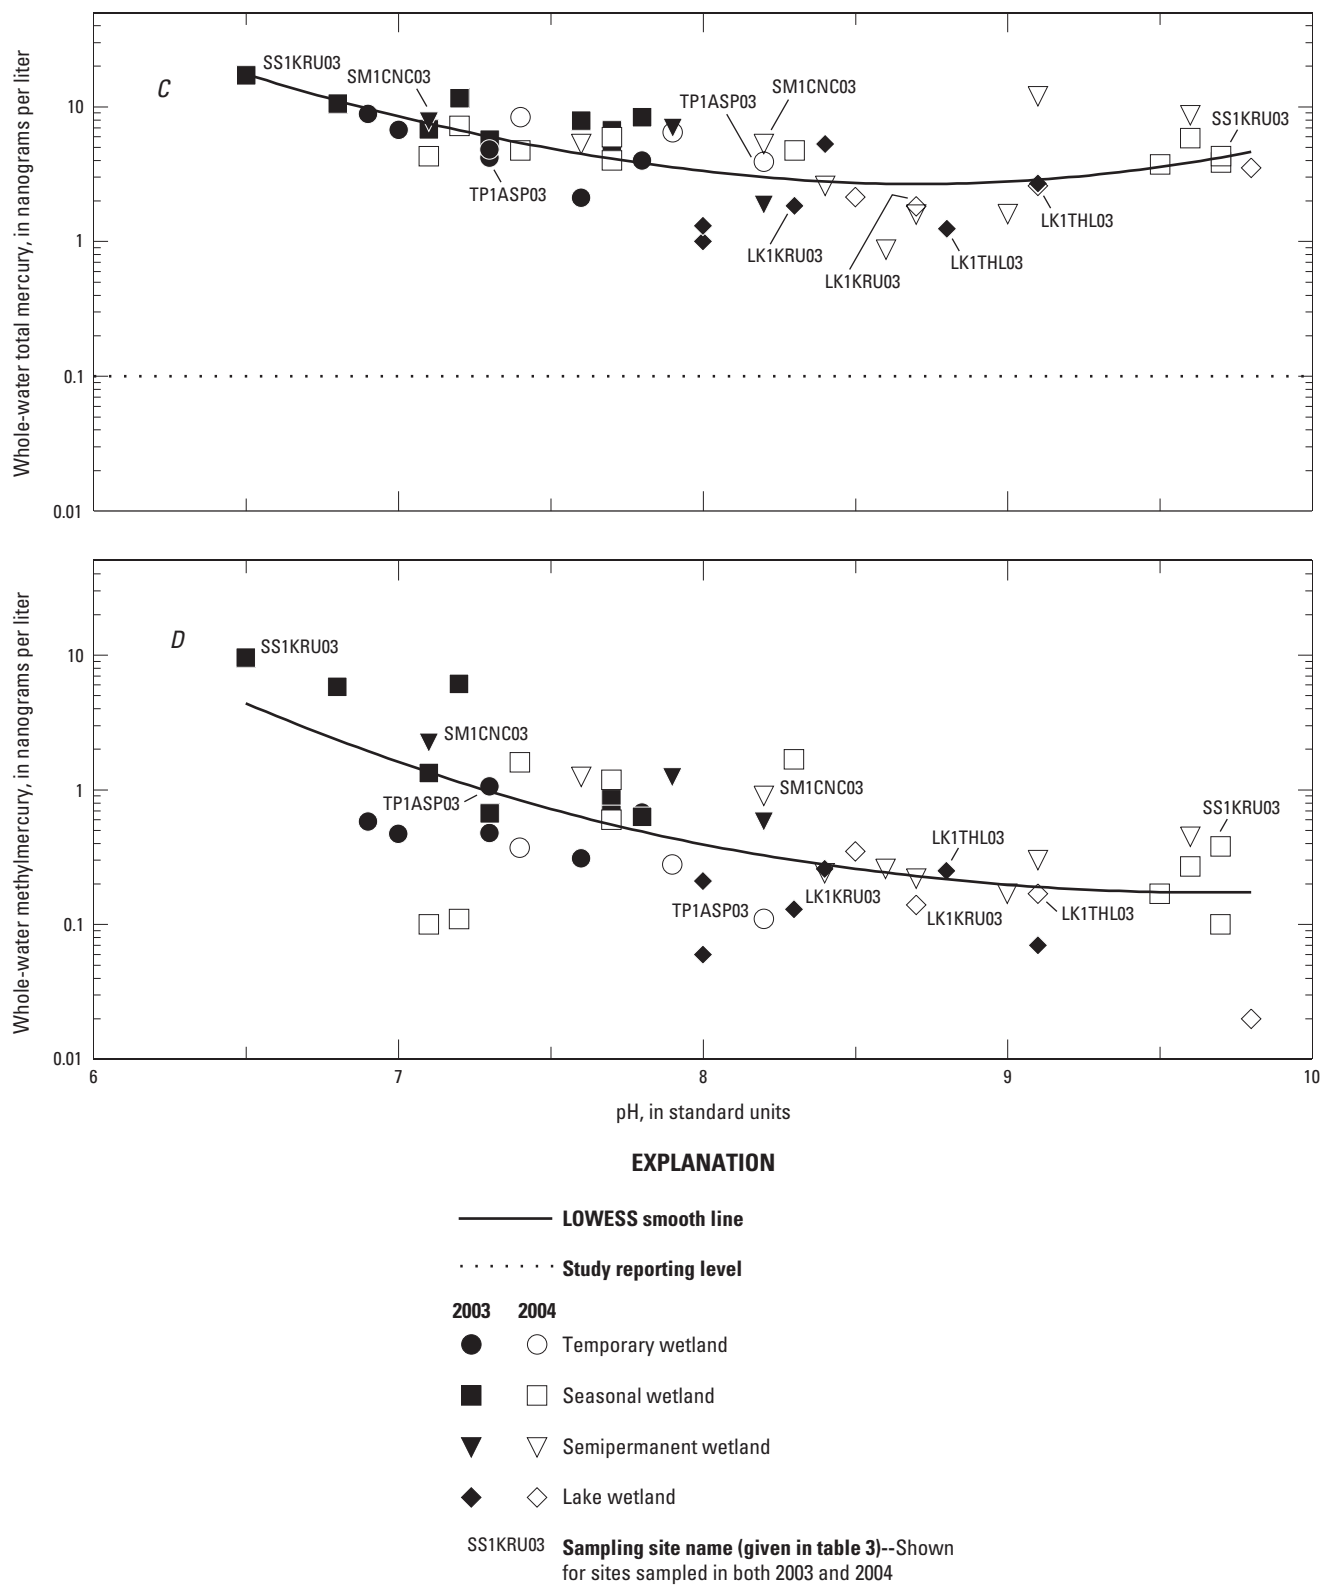 Whole-water total mercury, in nanograms per liter
C
10
1
0.1
0.01
SS1KRU03
SM1CNC03
TP1ASP03
TP1ASP03
SM1CNC03
LK1KRU03
LK1KRU03
LK1THL03
LK1THL03
SS1KRU03
Whole-water methylmercury, in nanograms per liter
D
10
1
0.1
0.01
SS1KRU03
SM1CNC03
TP1ASP03
SM1CNC03
TP1ASP03
LK1KRU03
LK1THL03
LK1KRU03
LK1THL03
SS1KRU03
6 7 8 9 10
pH, in standard units
EXPLANATION
LOWESS smooth line
Study reporting level
2003 2004
Temporary wetland
Seasonal wetland
Semipermanent wetland
Lake wetland
SS1KRU03 Sampling site name (given in table 3)--Shown
for sites sampled in both 2003 and 2004